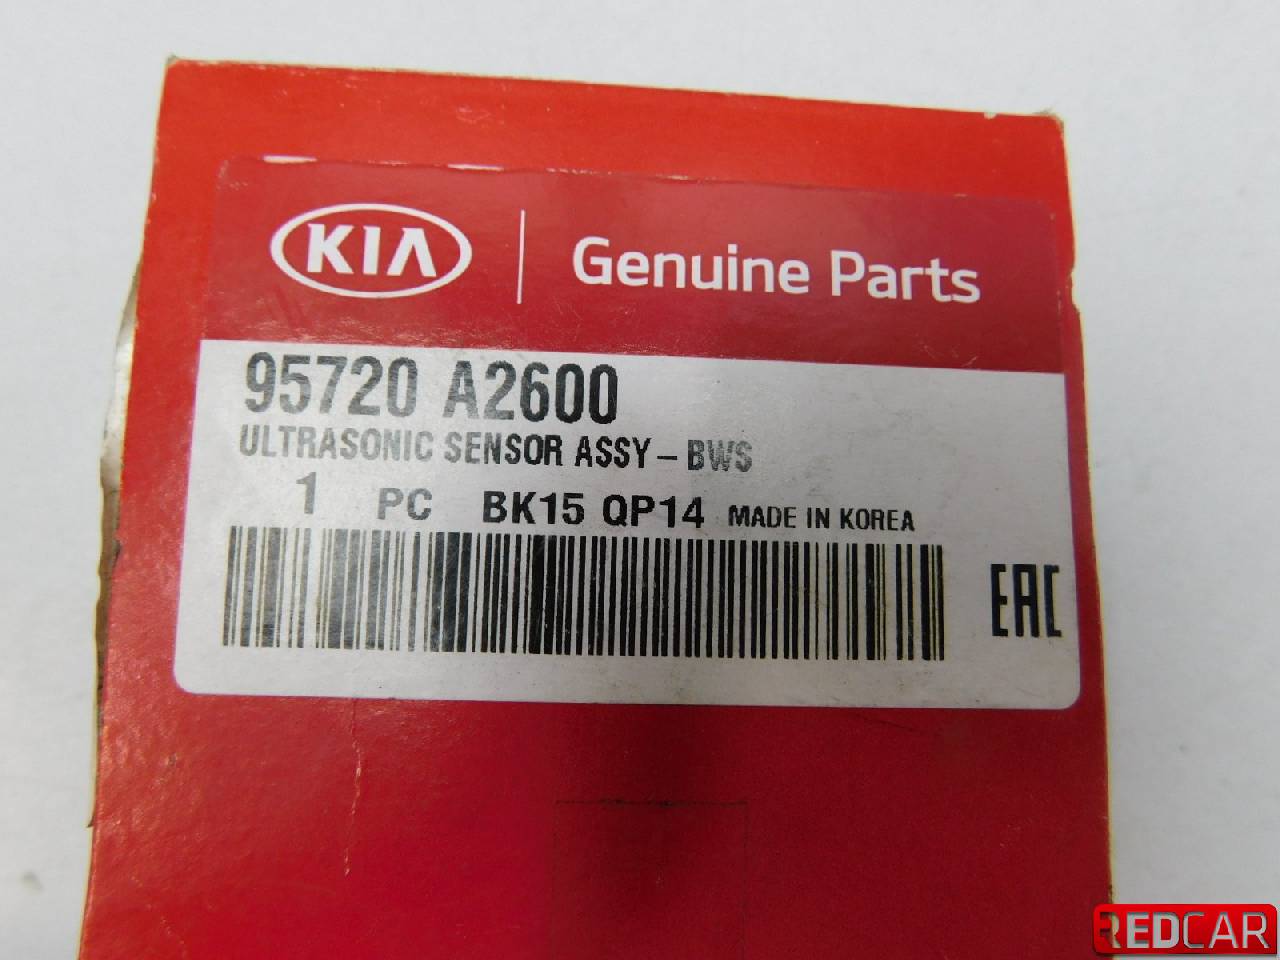 KIA Genuine Parts
95720 A2600
ULTRASONIC SENSOR ASSY-BWS
1 PC BK15 QP14 MADE IN KOREA
EAC
REDCAR